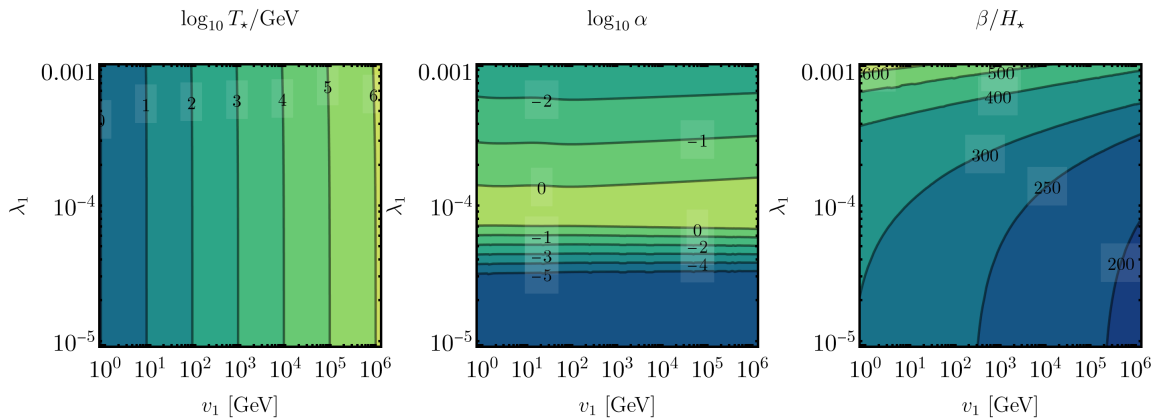 log₁₀ T⋆/GeV
0.001
10⁻⁴
10⁻⁵
λ₁
1
2
3
4
5
6
10⁰ 10¹ 10² 10³ 10⁴ 10⁵ 10⁶
v₁ [GeV]
log₁₀ α
0.001
10⁻⁴
10⁻⁵
λ₁
−2
−1
0
0
−1
−2
−3
−4
−5
10⁰ 10¹ 10² 10³ 10⁴ 10⁵ 10⁶
v₁ [GeV]
β/H⋆
0.001
10⁻⁴
10⁻⁵
λ₁
600
500
400
300
250
200
10⁰ 10¹ 10² 10³ 10⁴ 10⁵ 10⁶
v₁ [GeV]